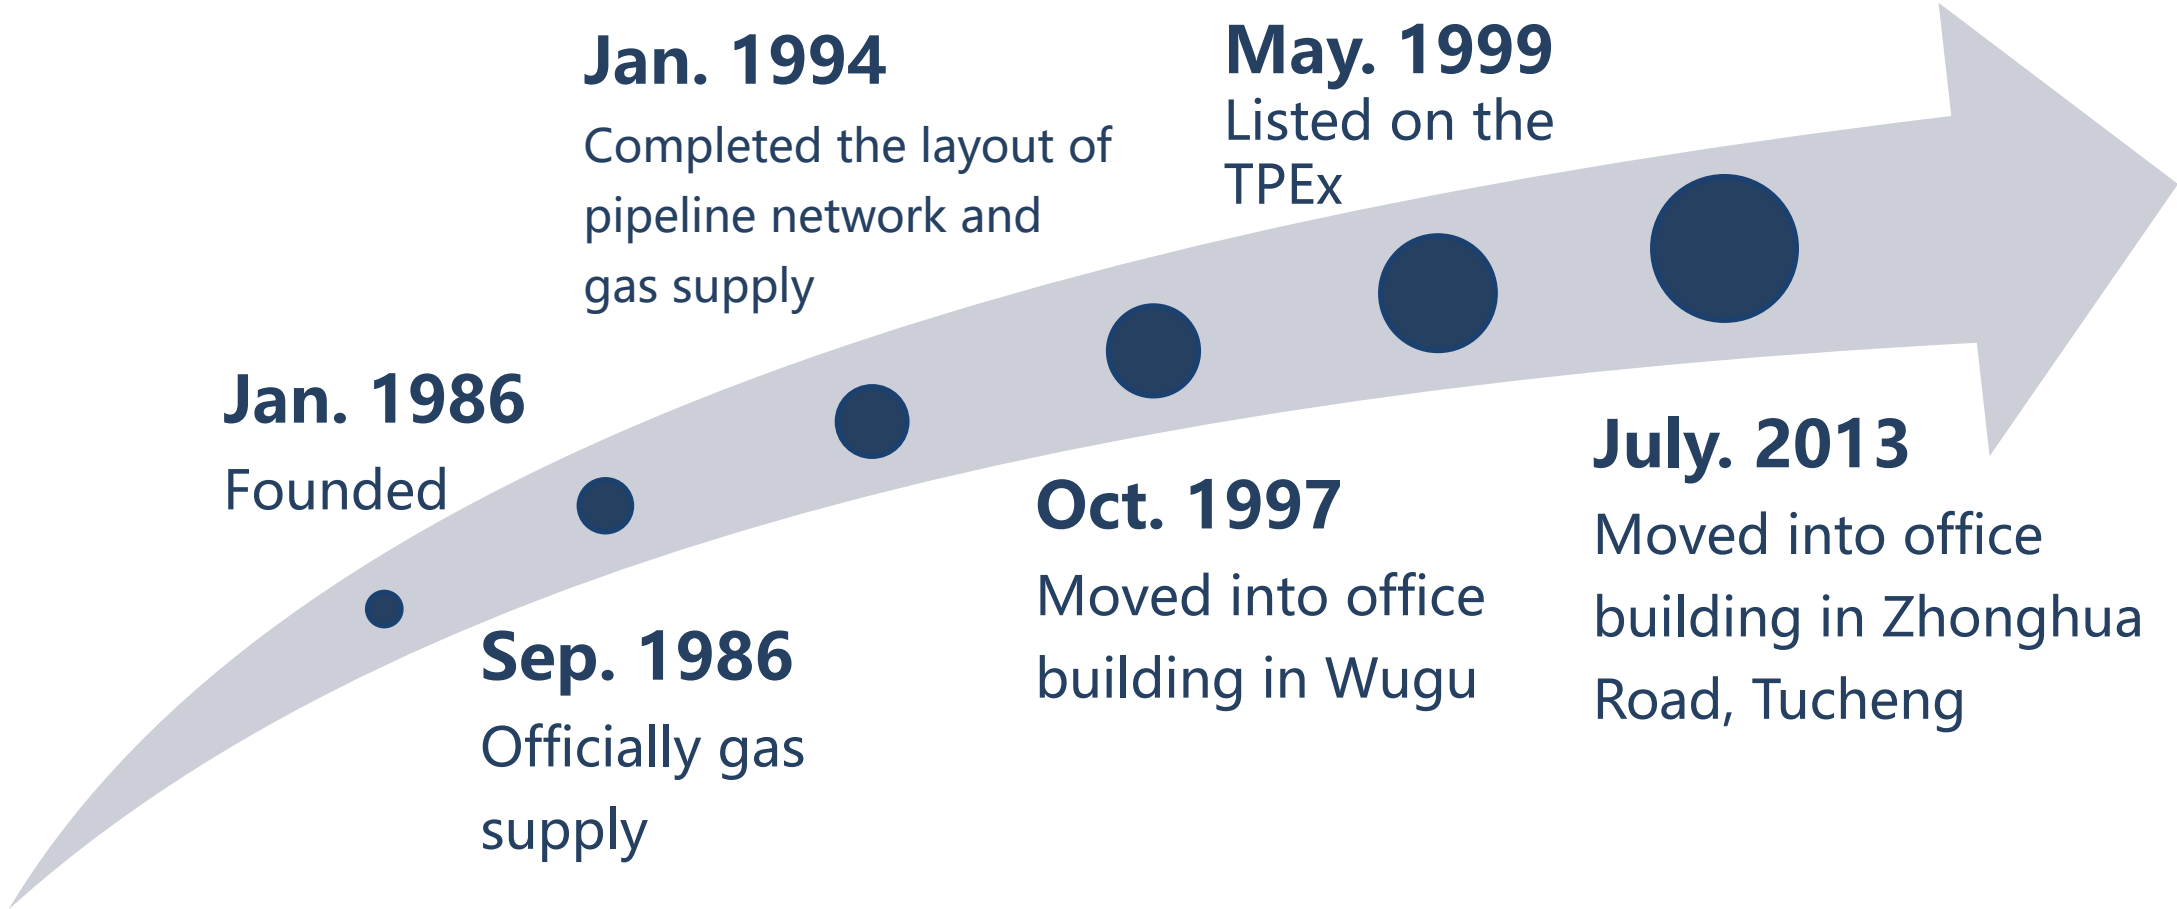 Jan. 1986
Founded
Sep. 1986
Officially gas
supply
Jan. 1994
Completed the layout of
pipeline network and
gas supply
Oct. 1997
Moved into office
building in Wugu
May. 1999
Listed on the
TPEx
July. 2013
Moved into office
building in Zhonghua
Road, Tucheng